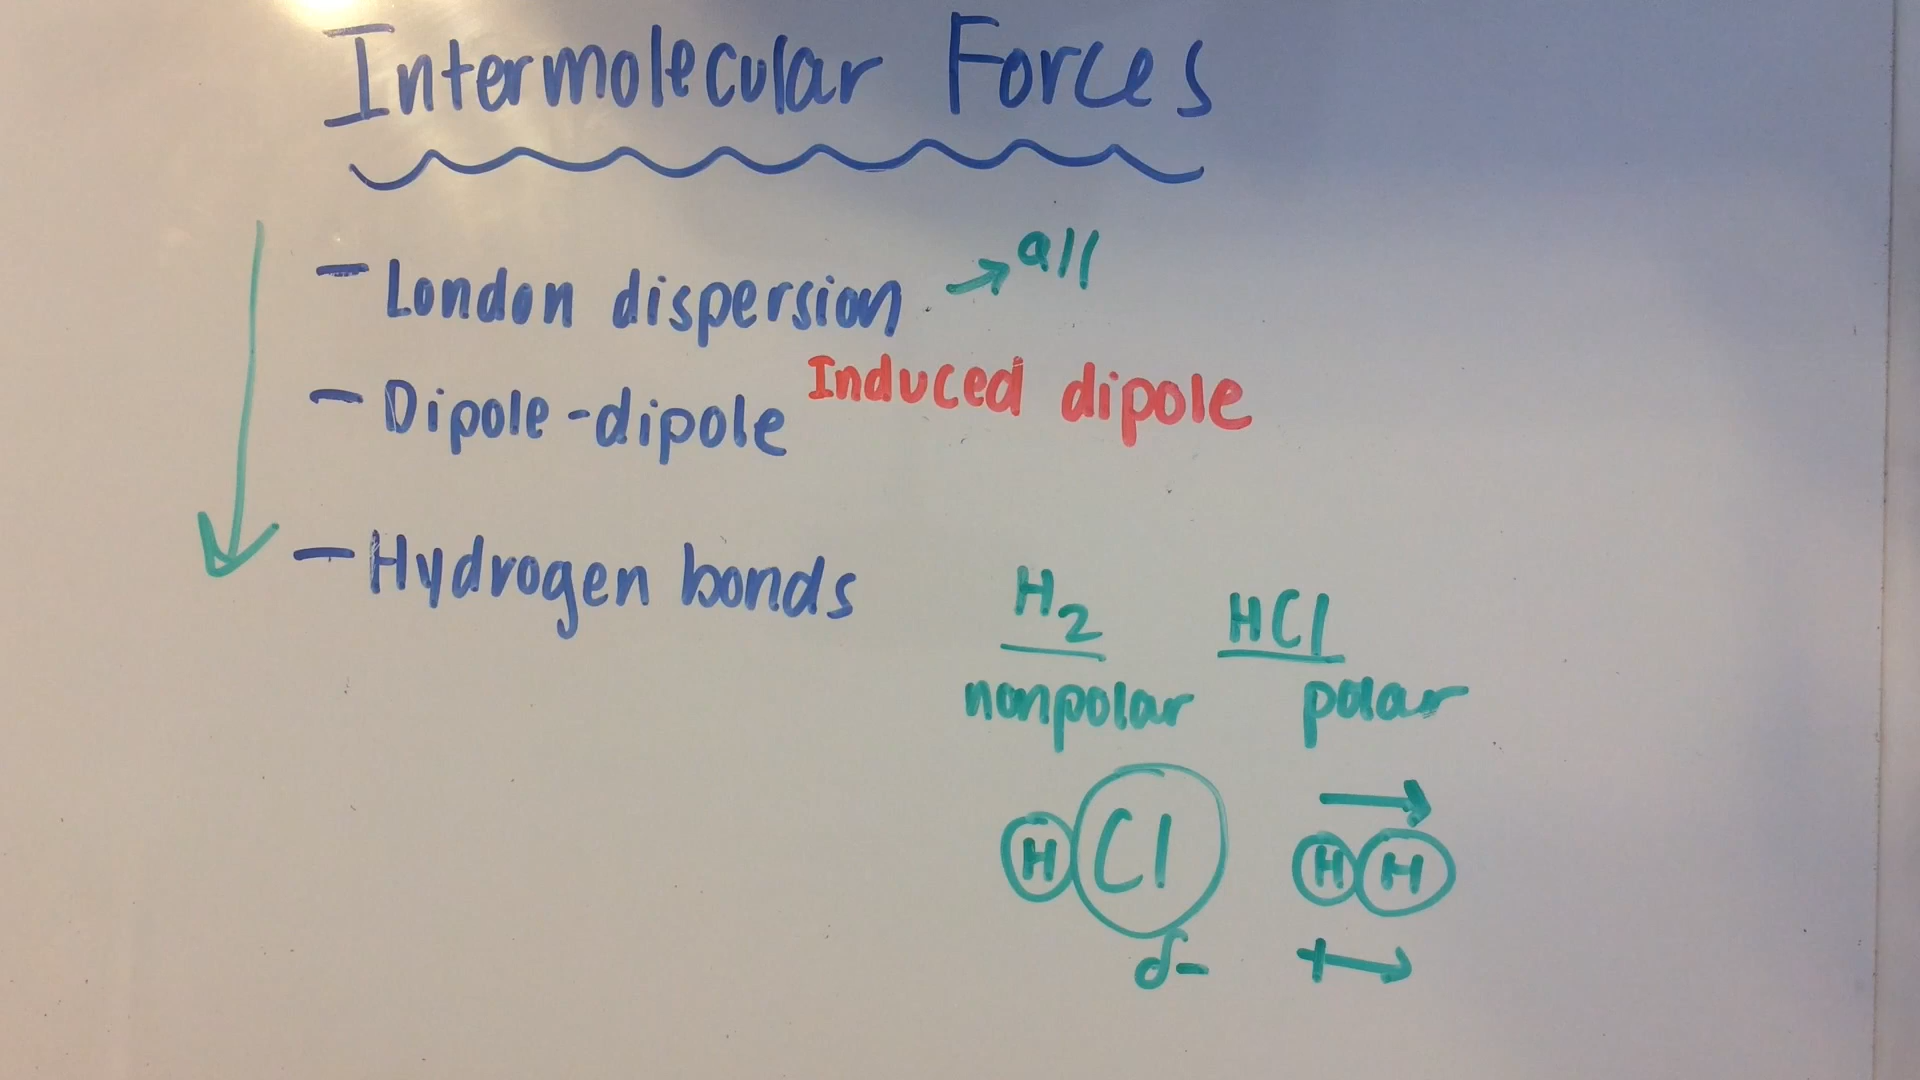 Intermolecular Forces
- London dispersion → all
Induced dipole
- Dipole-dipole
- Hydrogen bonds
H₂ HCl
nonpolar polar
H Cl H H
δ-